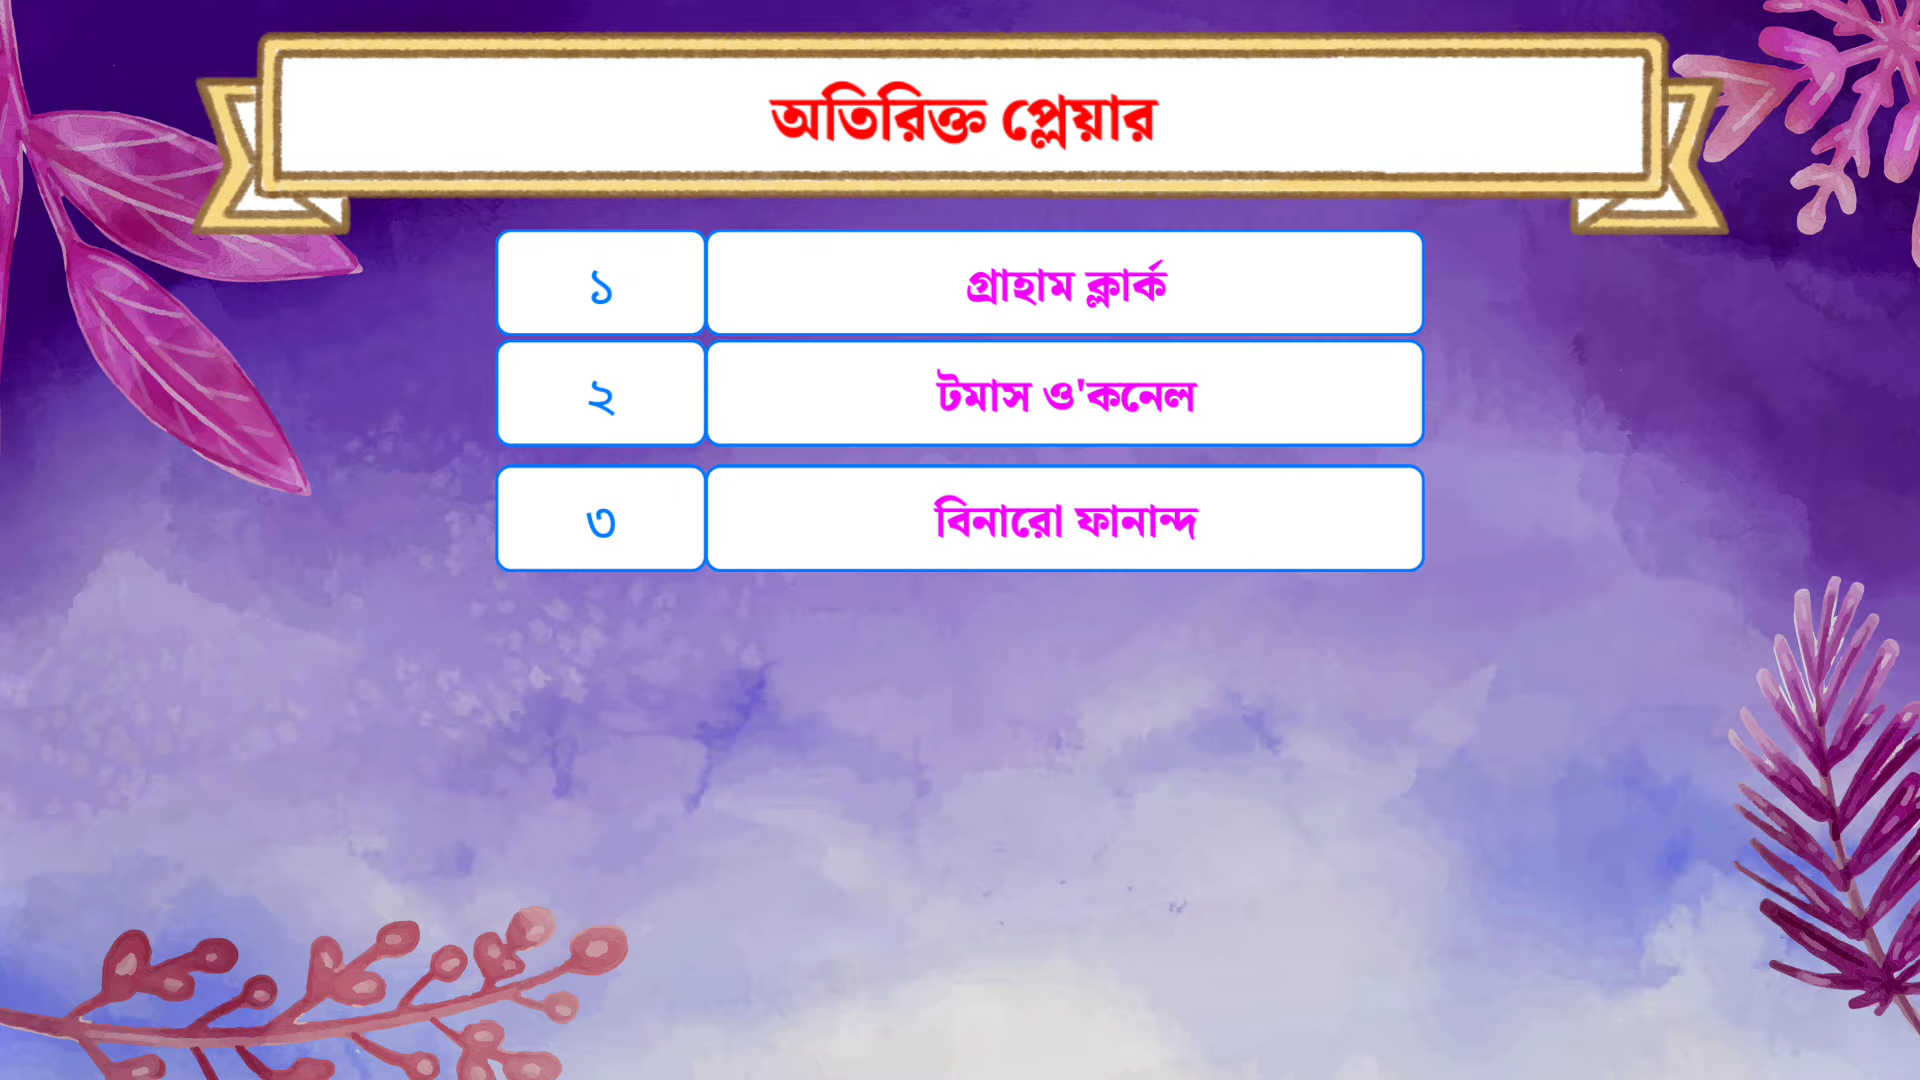 অতিরিক্ত প্লেয়ার
১ গ্রাহাম ক্লার্ক
২ টমাস ও'কনেল
৩ বিনারো ফানান্দ